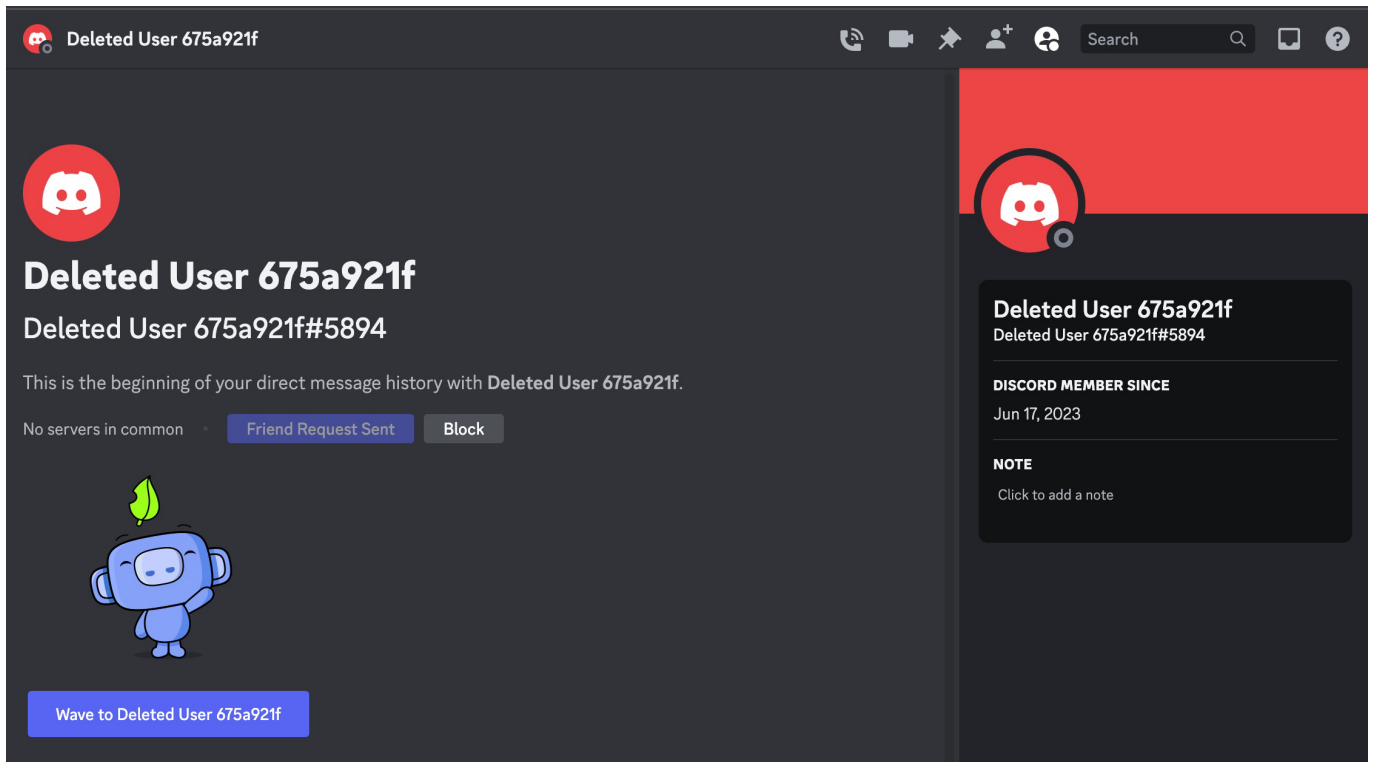 Deleted User 675a921f
Search
Deleted User 675a921f
Deleted User 675a921f#5894
This is the beginning of your direct message history with Deleted User 675a921f.
No servers in common
Friend Request Sent
Block
Wave to Deleted User 675a921f
Deleted User 675a921f
Deleted User 675a921f#5894
DISCORD MEMBER SINCE
Jun 17, 2023
NOTE
Click to add a note